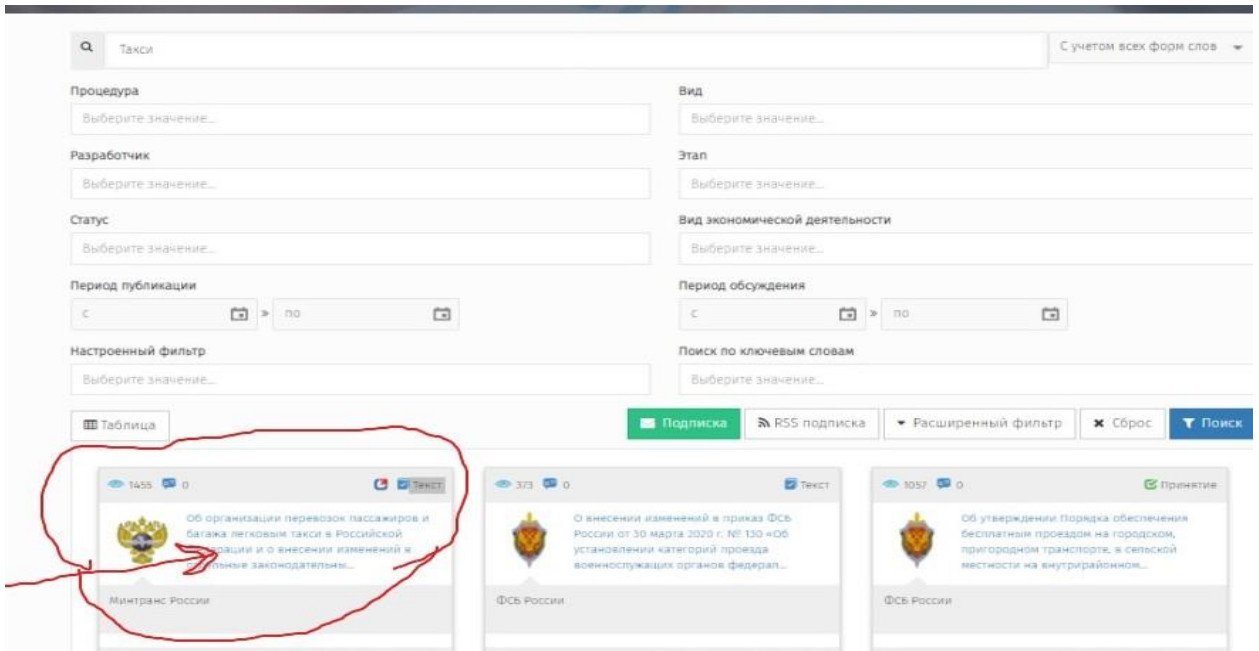 Такси
С учетом всех форм слов
Процедура
Вид
Выберите значение...
Выберите значение...
Разработчик
Этап
Выберите значение...
Выберите значение...
Статус
Вид экономической деятельности
Выберите значение...
Выберите значение...
Период публикации
Период обсуждения
с » по
с » по
Настроенный фильтр
Поиск по ключевым словам
Выберите значение...
Выберите значение...
Таблица
Подписка
RSS подписка
Расширенный фильтр
Сброс
Поиск
1455 0 Текст
Об организации перевозок пассажиров и
багажа легковым такси в Российской
и о внесении изменений в
законодательны...
Минтранс России
373 0 Текст
О внесении изменений в приказ ФСБ
России от 30 марта 2020 г. № 130 «Об
установлении категорий проезда
военнослужащих органов федерал...
ФСБ России
1057 0 Принятие
Об утверждении Порядка обеспечения
бесплатным проездом на городском,
пригородном транспорте, в сельской
местности на внутрирайонном...
ФСБ России